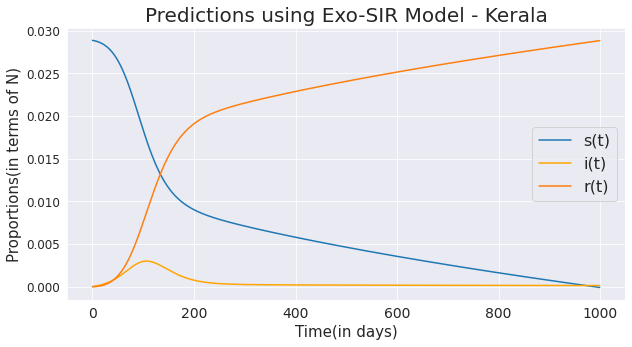 Predictions using Exo-SIR Model - Kerala
Proportions(in terms of N)
0.030
0.025
0.020
0.015
0.010
0.005
0.000
s(t)
i(t)
r(t)
0 200 400 600 800 1000
Time(in days)